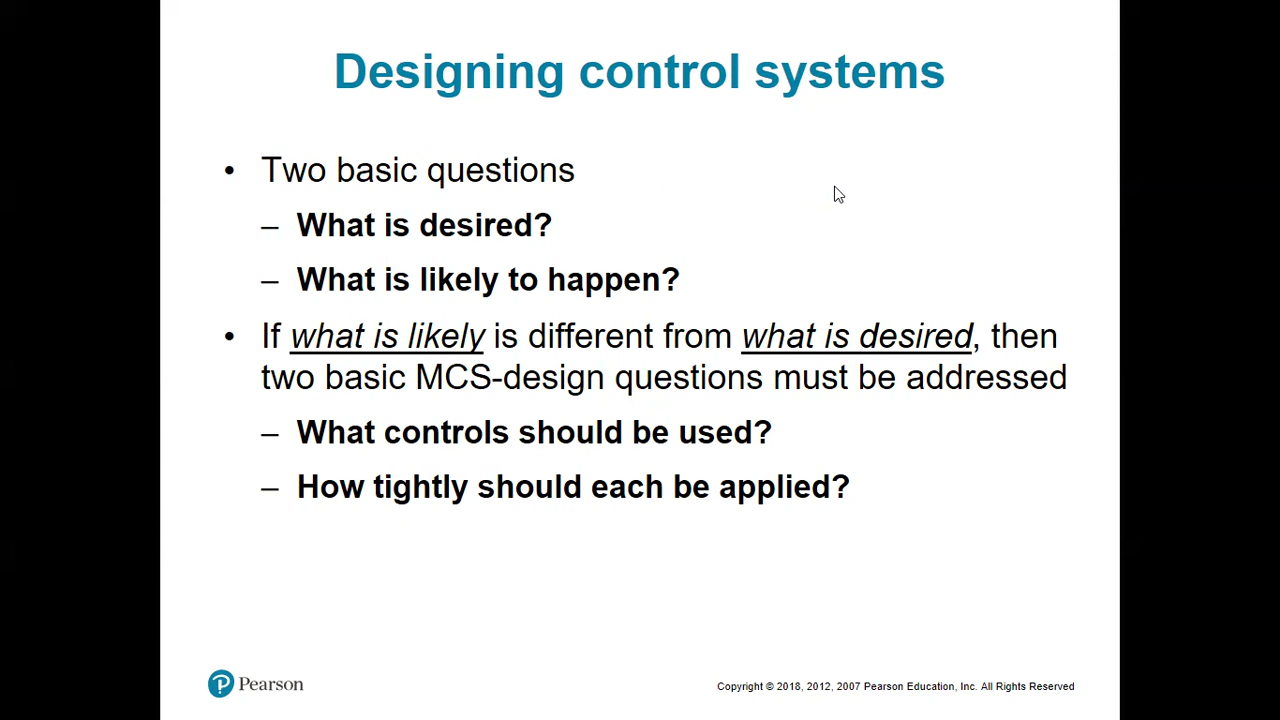 Designing control systems
• Two basic questions
– What is desired?
– What is likely to happen?
• If what is likely is different from what is desired, then
two basic MCS-design questions must be addressed
– What controls should be used?
– How tightly should each be applied?
Pearson
Copyright © 2018, 2012, 2007 Pearson Education, Inc. All Rights Reserved